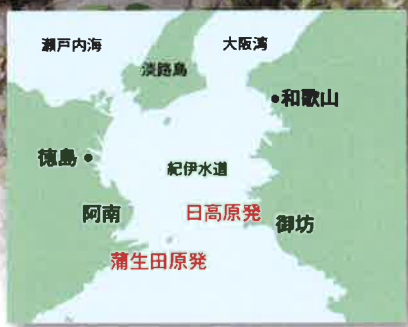 瀬戸内海
大阪湾
淡路島
•和歌山
徳島•
紀伊水道
阿南
日高原発
御坊
蒲生田原発